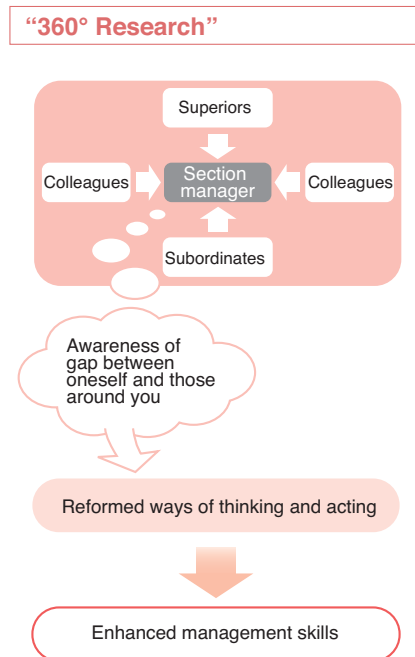 “360° Research”
Superiors
Colleagues
Section
manager
Colleagues
Subordinates
Awareness of
gap between
oneself and those
around you
Reformed ways of thinking and acting
Enhanced management skills